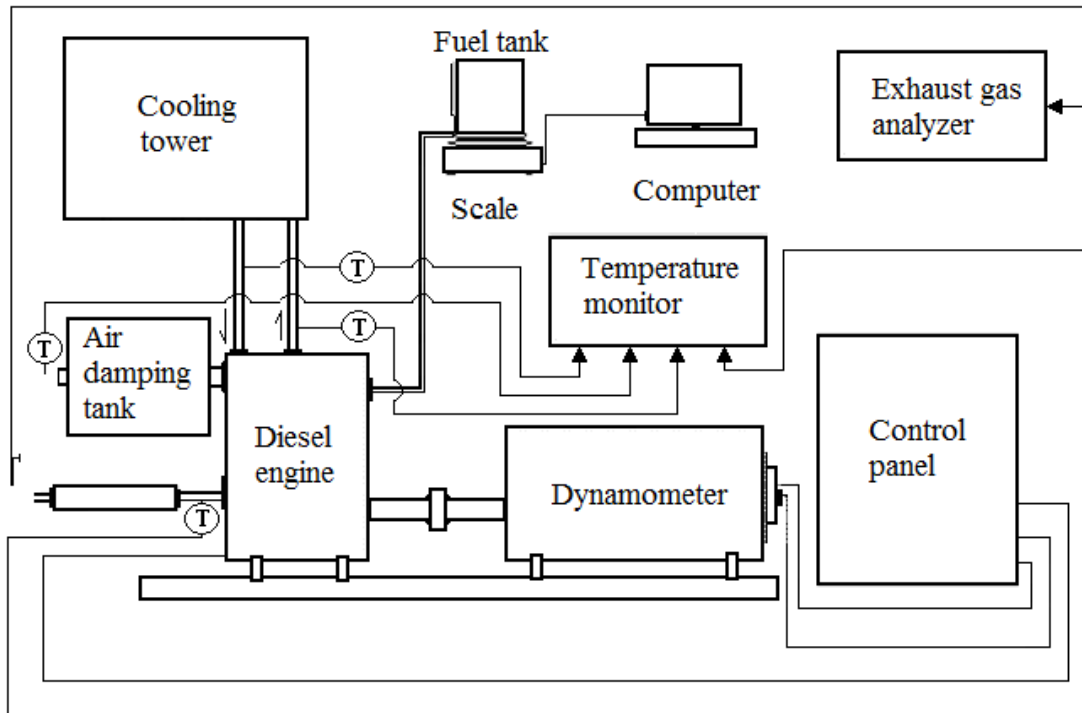 Fuel tank
Cooling
tower
Exhaust gas
analyzer
Scale
Computer
T
Temperature
monitor
T
T
Air
damping
tank
Diesel
engine
Control
panel
Dynamometer
T